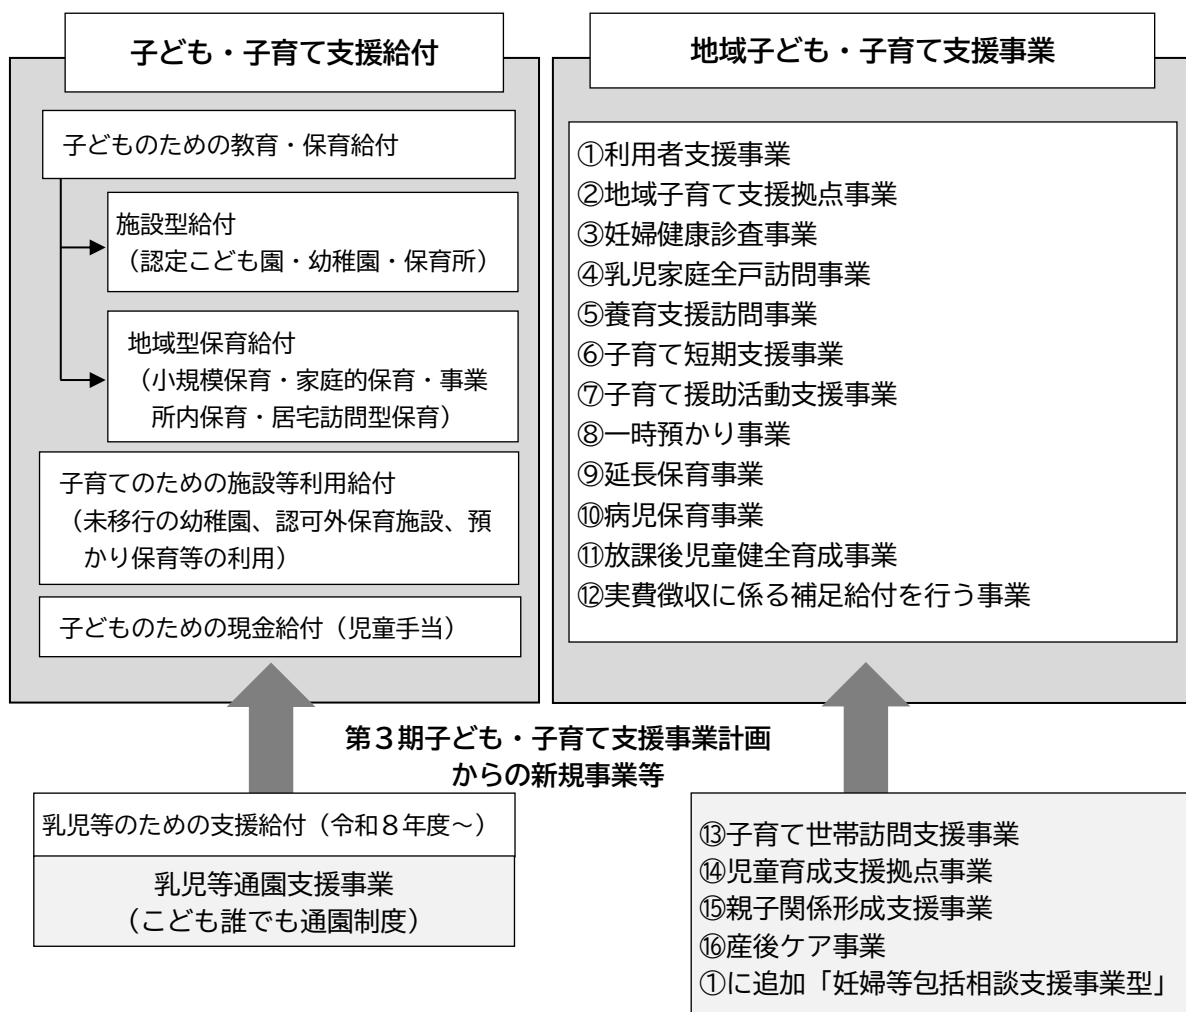 子ども・子育て支援給付
子どものための教育・保育給付
施設型給付
（認定こども園・幼稚園・保育所）
地域型保育給付
（小規模保育・家庭的保育・事業
所内保育・居宅訪問型保育）
子育てのための施設等利用給付
（未移行の幼稚園、認可外保育施設、預
かり保育等の利用）
子どものための現金給付（児童手当）
地域子ども・子育て支援事業
①利用者支援事業
②地域子育て支援拠点事業
③妊婦健康診査事業
④乳児家庭全戸訪問事業
⑤養育支援訪問事業
⑥子育て短期支援事業
⑦子育て援助活動支援事業
⑧一時預かり事業
⑨延長保育事業
⑩病児保育事業
⑪放課後児童健全育成事業
⑫実費徴収に係る補足給付を行う事業
第３期子ども・子育て支援事業計画
からの新規事業等
乳児等のための支援給付（令和８年度～）
乳児等通園支援事業
（こども誰でも通園制度）
⑬子育て世帯訪問支援事業
⑭児童育成支援拠点事業
⑮親子関係形成支援事業
⑯産後ケア事業
①に追加「妊婦等包括相談支援事業型」